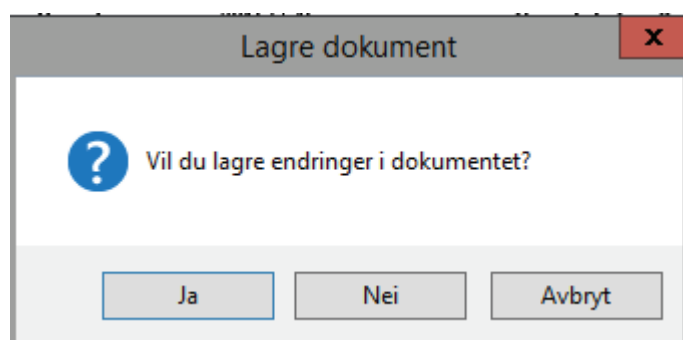 Lagre dokument
x
Vil du lagre endringer i dokumentet?
Ja
Nei
Avbryt